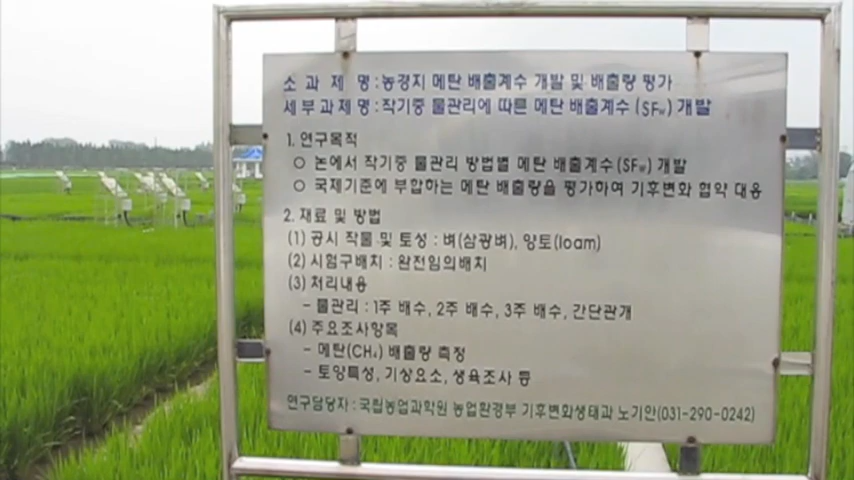 소과제명 : 농경지 메탄 배출계수 개발 및 배출량 평가
세부과제명 : 작기중 물관리에 따른 메탄 배출계수 (SFw) 개발
1. 연구목적
○ 논에서 작기중 물관리 방법별 메탄 배출계수(SFw) 개발
○ 국제기준에 부합하는 메탄 배출량을 평가하여 기후변화 협약 대응
2. 재료 및 방법
(1) 공시 작물 및 토성 : 벼(삼광벼), 양토(loam)
(2) 시험구배치 : 완전임의배치
(3) 처리내용
- 물관리 : 1주 배수, 2주 배수, 3주 배수, 간단관개
(4) 주요조사항목
- 메탄(CH₄) 배출량 측정
- 토양특성, 기상요소, 생육조사 등
연구담당자 : 국립농업과학원 농업환경부 기후변화생태과 노기안(031-290-0242)